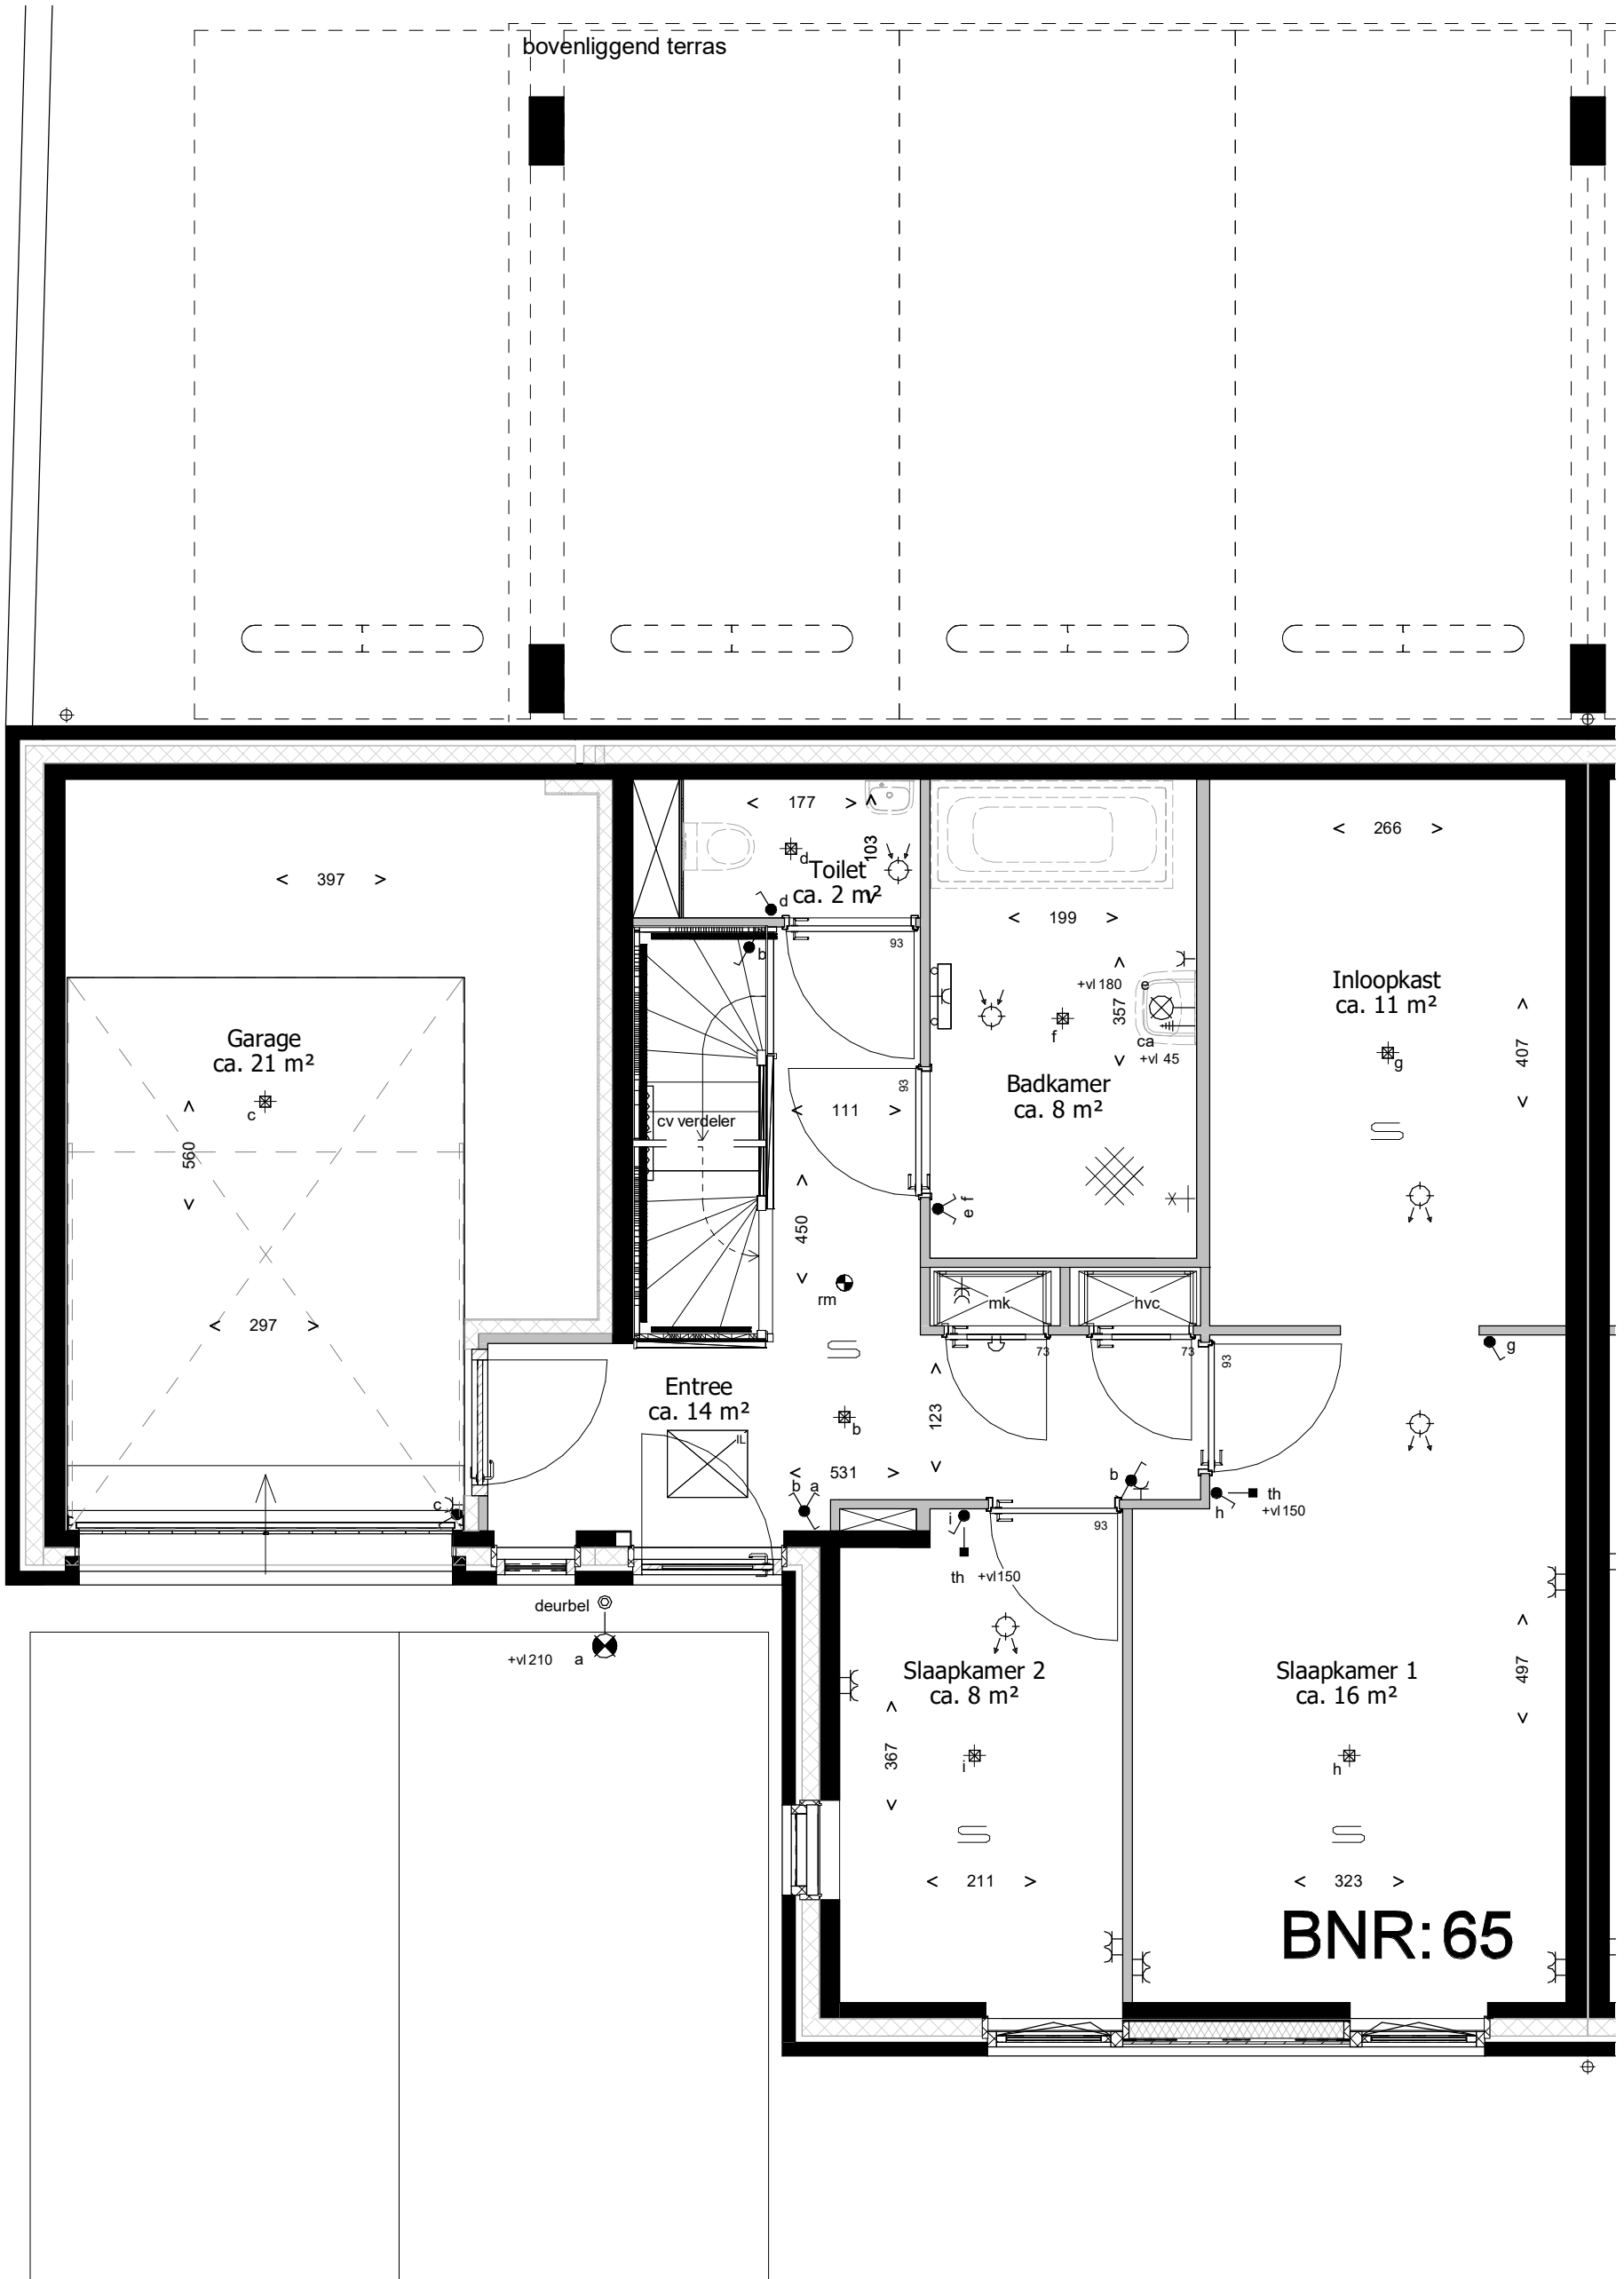 bovenliggend terras
177
103
d
Toilet
ca. 2 m²
d
93
b
397
266
199
+vl 180 e
357
f
ca
+vl 45
Inloopkast
ca. 11 m²
407
g
Garage
ca. 21 m²
c
560
297
Badkamer
ca. 8 m²
93
111
cv verdeler
450
e f
rm
mk
hvc
73
73
93
g
Entree
ca. 14 m²
IL
b
123
531
b a
b
c
i
93
h
th
+vl 150
th +vl 150
deurbel
+vl 210 a
Slaapkamer 2
ca. 8 m²
367
i
211
Slaapkamer 1
ca. 16 m²
497
h
323
BNR: 65